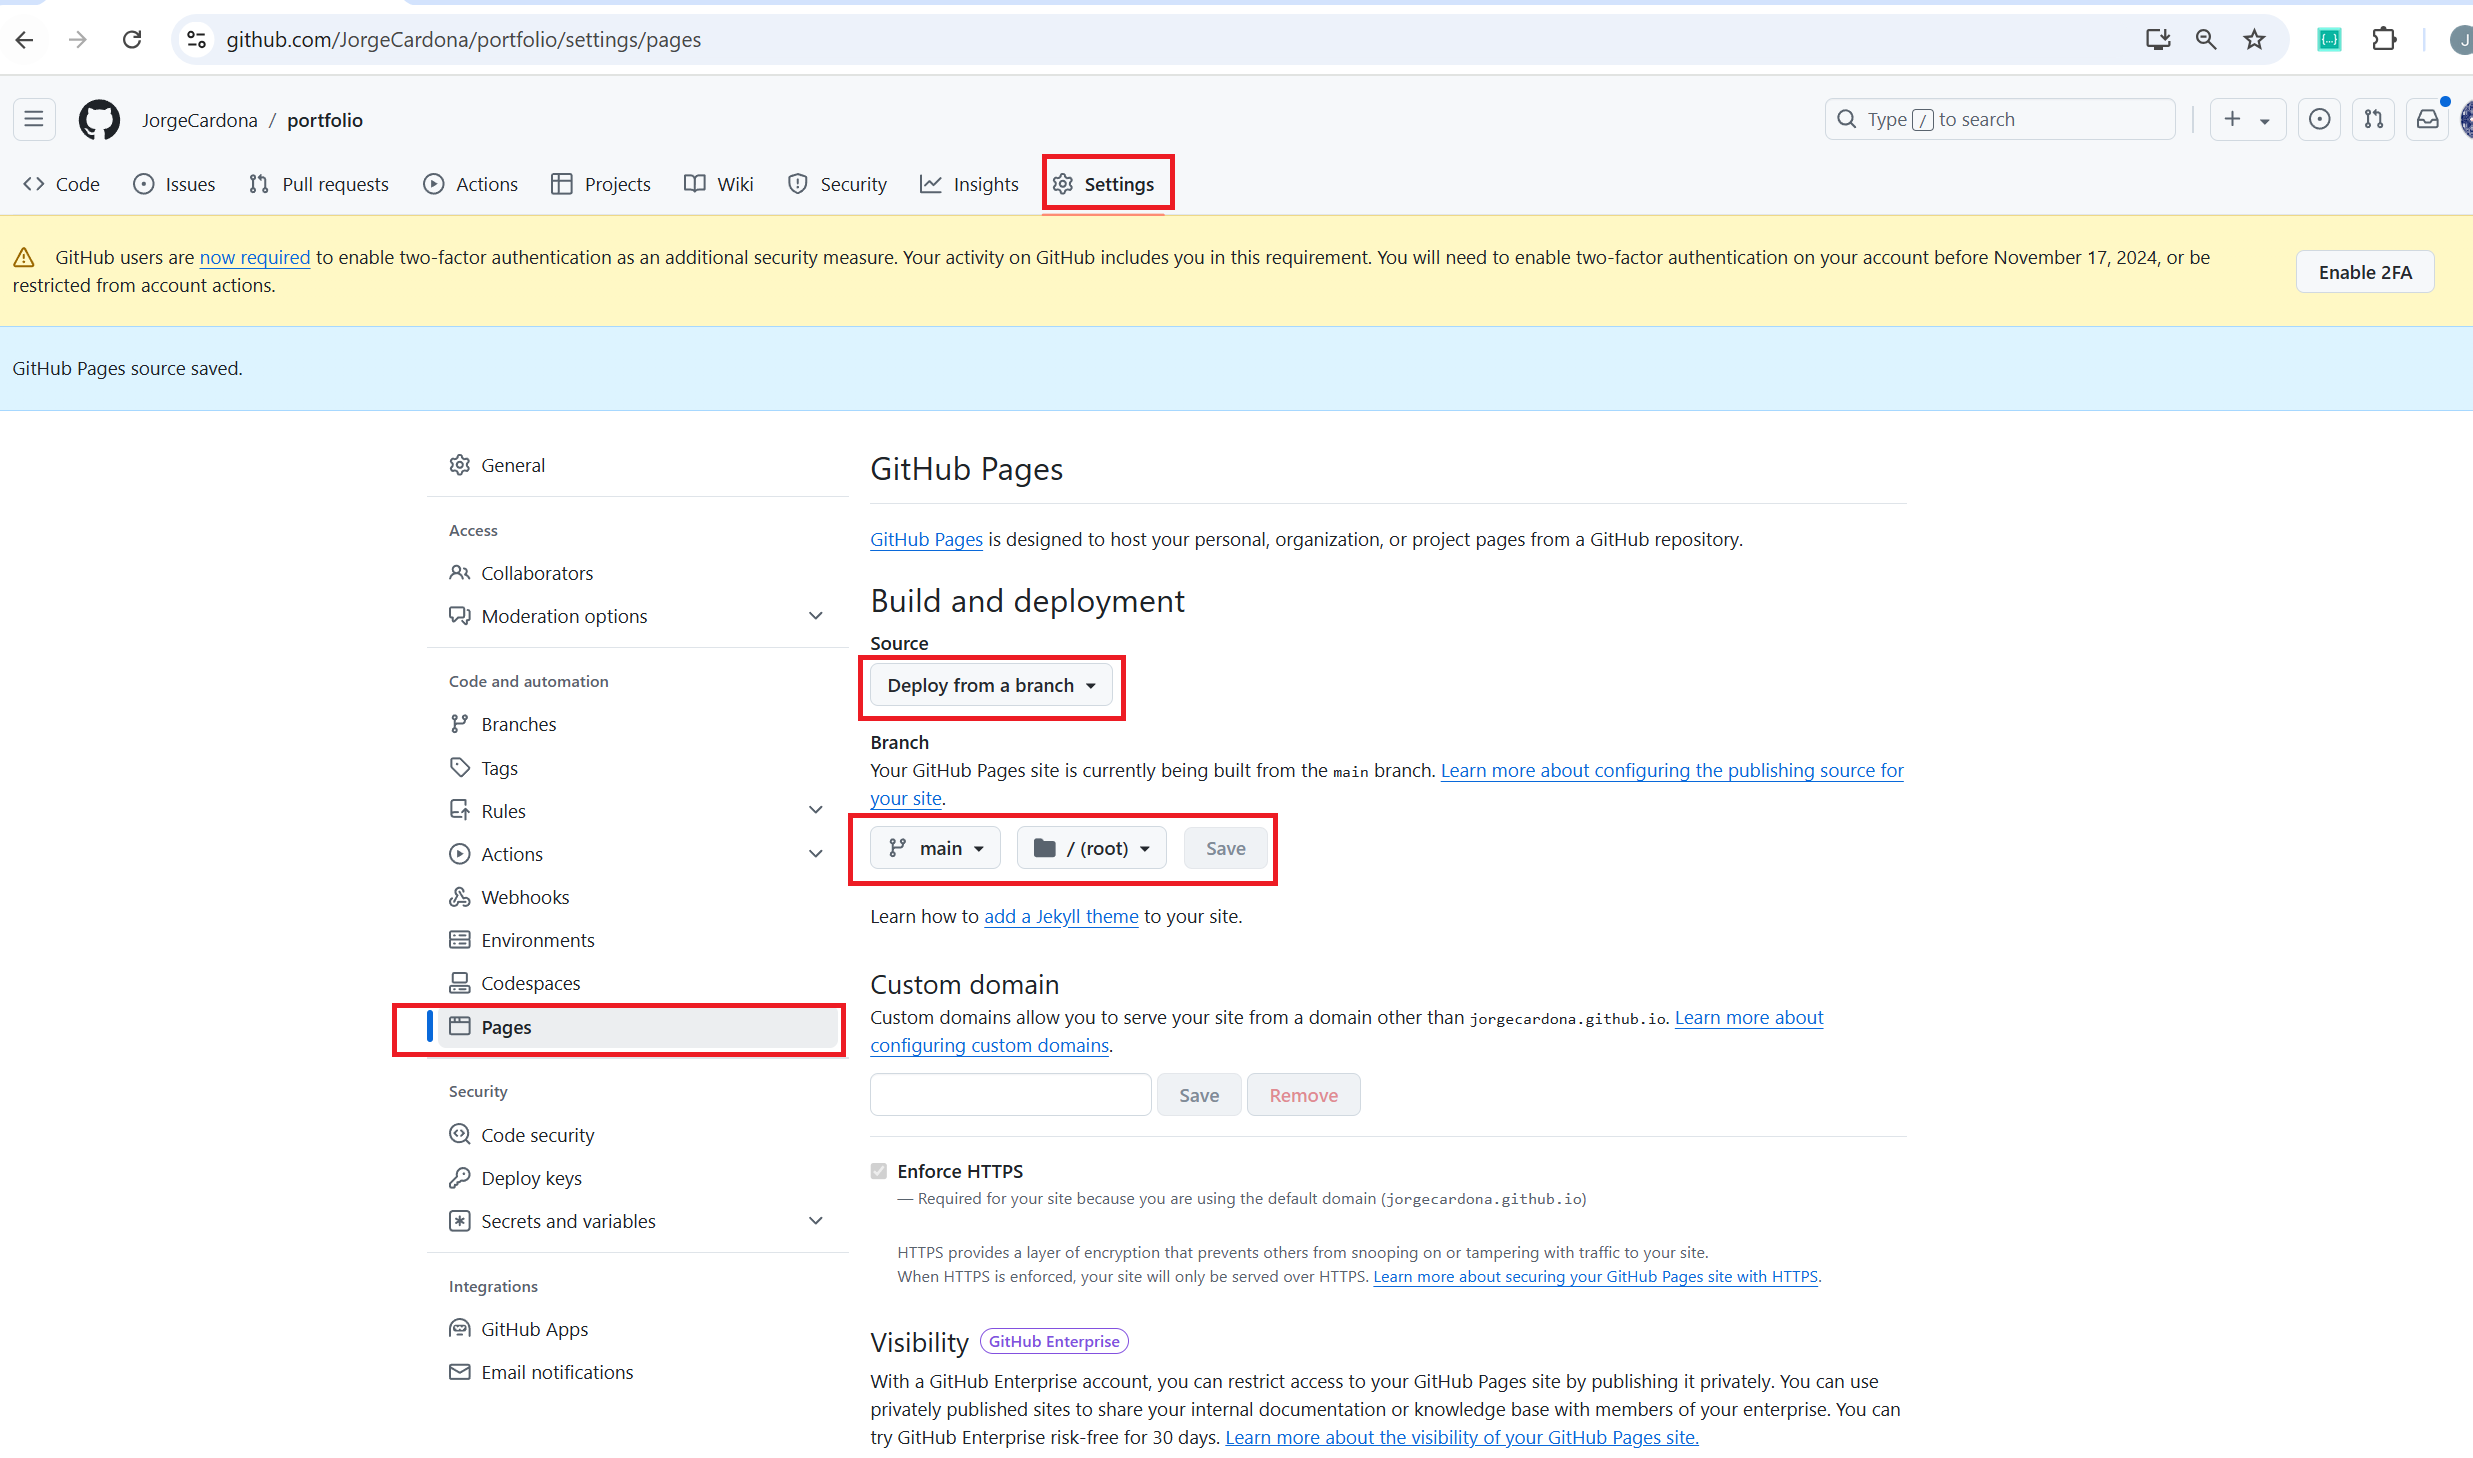 github.com/JorgeCardona/portfolio/settings/pages
J
JorgeCardona / portfolio
Type / to search
Code Issues Pull requests Actions Projects Wiki Security Insights Settings
GitHub users are now required to enable two-factor authentication as an additional security measure. Your activity on GitHub includes you in this requirement. You will need to enable two-factor authentication on your account before November 17, 2024, or be
restricted from account actions.
Enable 2FA
GitHub Pages source saved.
General
Access
Collaborators
Moderation options
Code and automation
Branches
Tags
Rules
Actions
Webhooks
Environments
Codespaces
Pages
Security
Code security
Deploy keys
Secrets and variables
Integrations
GitHub Apps
Email notifications
GitHub Pages
GitHub Pages is designed to host your personal, organization, or project pages from a GitHub repository.
Build and deployment
Source
Deploy from a branch
Branch
Your GitHub Pages site is currently being built from the main branch. Learn more about configuring the publishing source for
your site.
main / (root) Save
Learn how to add a Jekyll theme to your site.
Custom domain
Custom domains allow you to serve your site from a domain other than jorgecardona.github.io. Learn more about
configuring custom domains.
Save Remove
Enforce HTTPS
— Required for your site because you are using the default domain (jorgecardona.github.io)
HTTPS provides a layer of encryption that prevents others from snooping on or tampering with traffic to your site.
When HTTPS is enforced, your site will only be served over HTTPS. Learn more about securing your GitHub Pages site with HTTPS.
Visibility GitHub Enterprise
With a GitHub Enterprise account, you can restrict access to your GitHub Pages site by publishing it privately. You can use
privately published sites to share your internal documentation or knowledge base with members of your enterprise. You can
try GitHub Enterprise risk-free for 30 days. Learn more about the visibility of your GitHub Pages site.